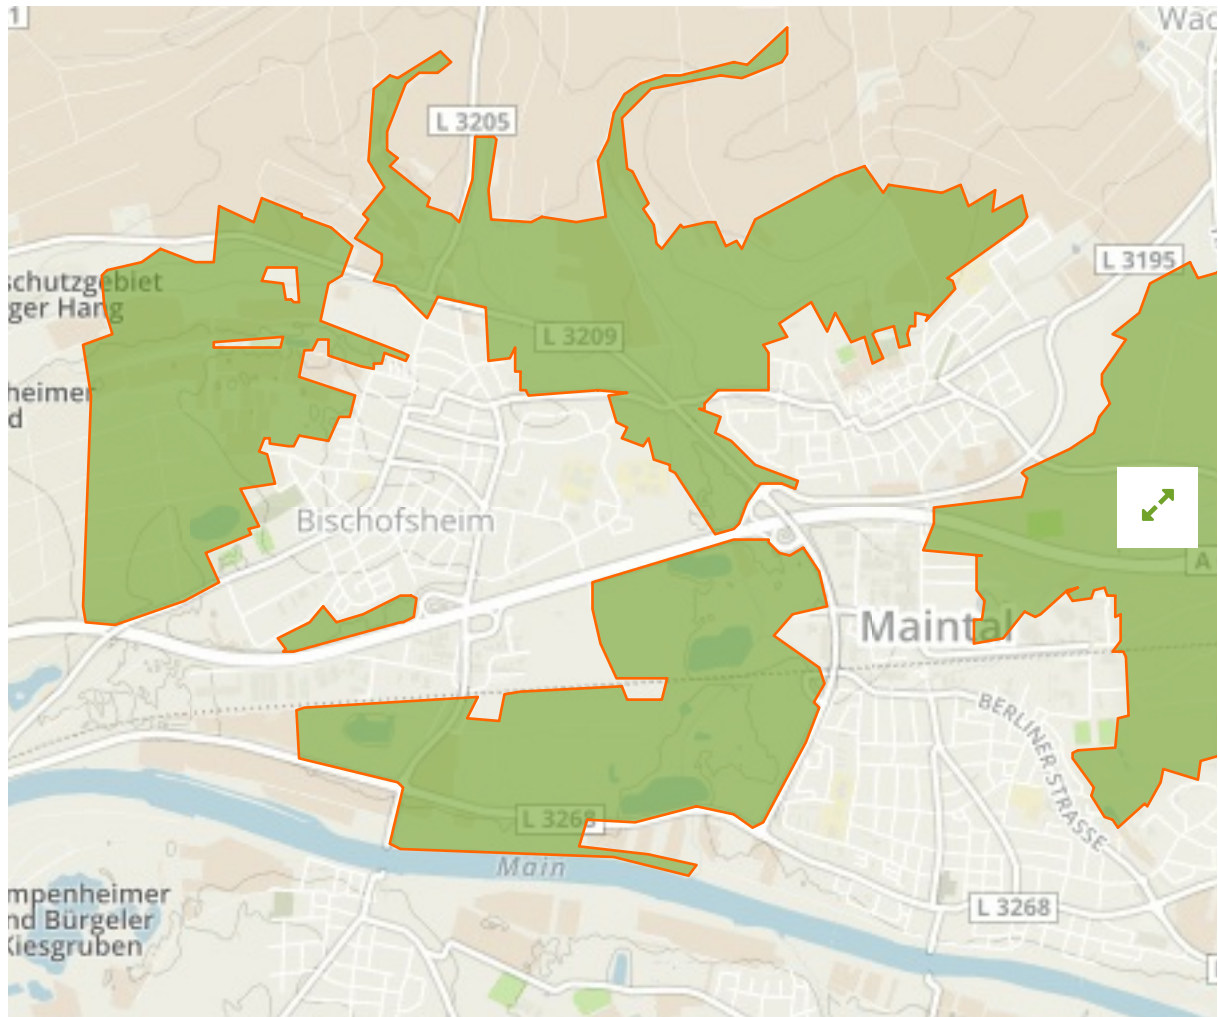 1
Wac
L 3205
L 3195
schutzgebiet
ger Hang
L 3209
heimer
d
Bischofsheim
A
Maintal
BERLINER STRASSE
L 3268
Main
mpenheimer
nd Bürgeler
Kiesgruben
L 3268